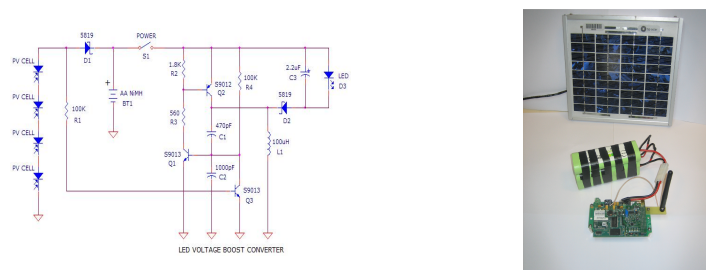 5819
D1
POWER
S1
PV CELL
PV CELL
PV CELL
PV CELL
100K
R1
+
AA NiMH
BT1
1.8K
R2
S9012
Q2
100K
R4
2.2uF
C3
LED
D3
5819
D2
560
R3
470pF
C1
100uH
L1
S9013
Q1
1000pF
C2
S9013
Q3
LED VOLTAGE BOOST CONVERTER